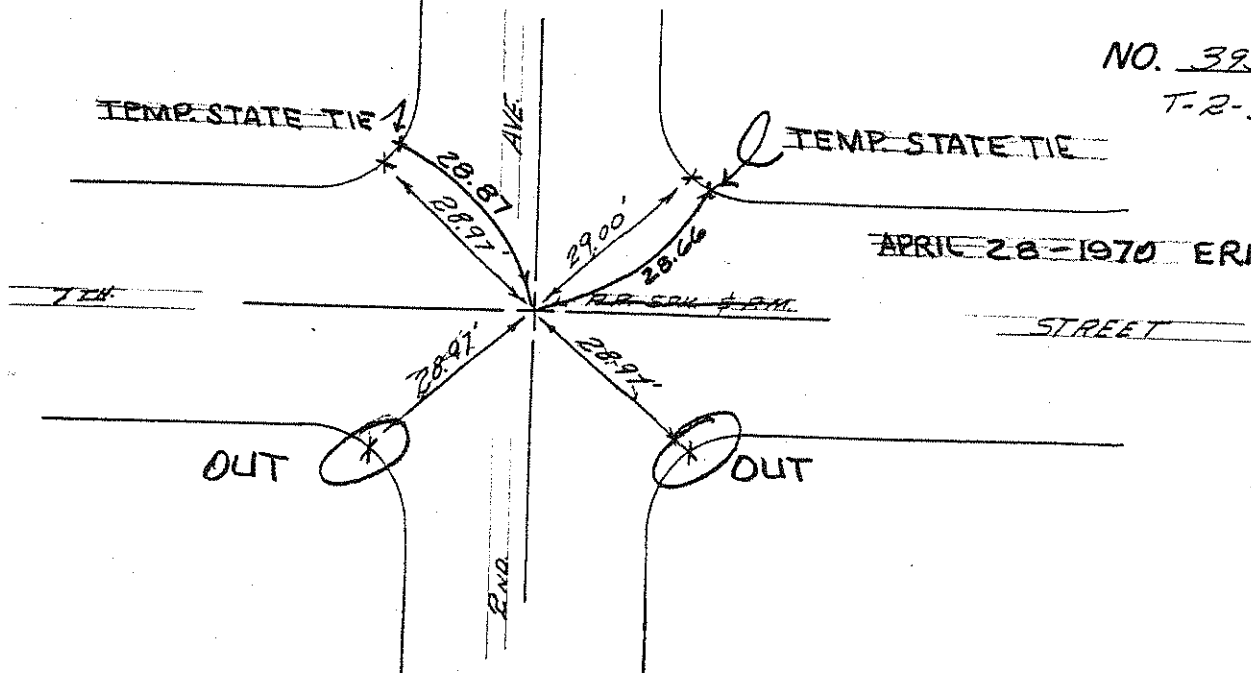 NO. 39
T-2-
TEMP. STATE TIE
AVE.
TEMP. STATE TIE
28.87
28.97'
29.00'
28.66
APRIL 28-1970
7TH.
R.R. SPK. & P.M.
STREET
28.97'
28.97'
OUT
OUT
2ND.